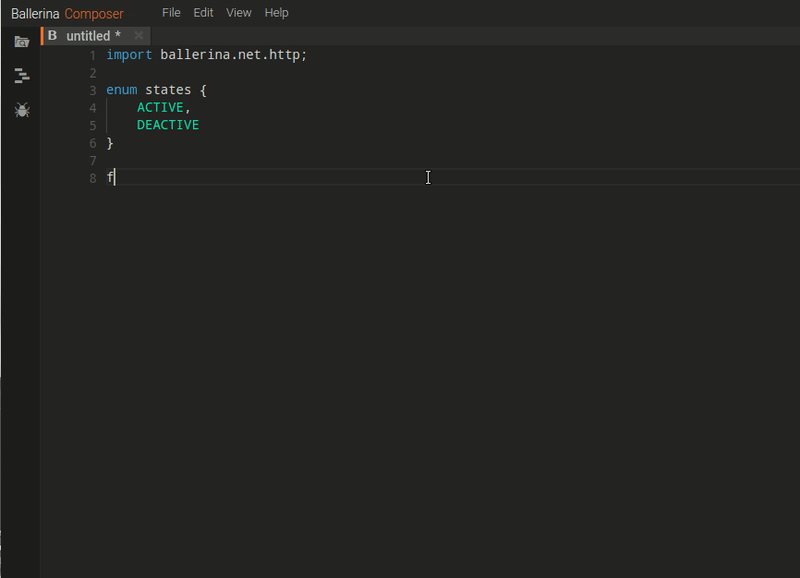 Ballerina Composer File Edit View Help
B untitled *
1 import ballerina.net.http;
2
3 enum states {
4 ACTIVE,
5 DEACTIVE
6 }
7
8 f